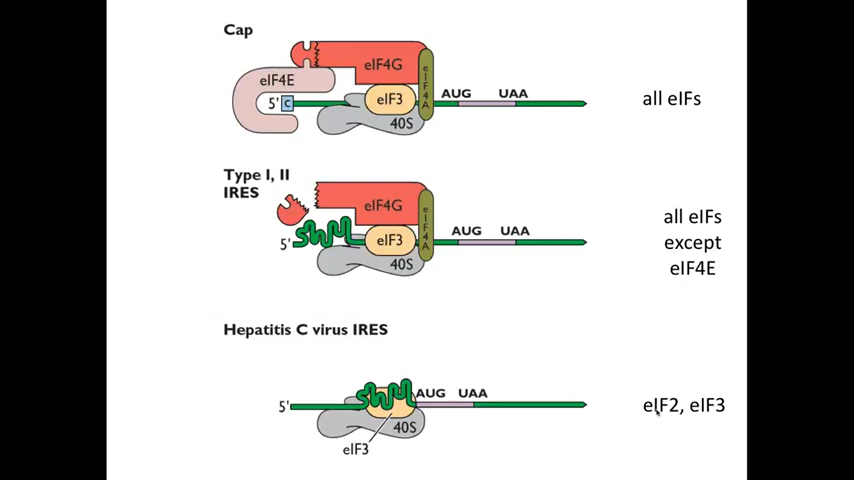 Cap
eIF4G
eIF4E
eIF4A
5' C
eIF3
AUG UAA
40S
all eIFs
Type I, II
IRES
eIF4G
eIF4A
5'
eIF3
AUG UAA
40S
all eIFs
except
eIF4E
Hepatitis C virus IRES
5'
AUG UAA
40S
eIF3
eIF2, eIF3